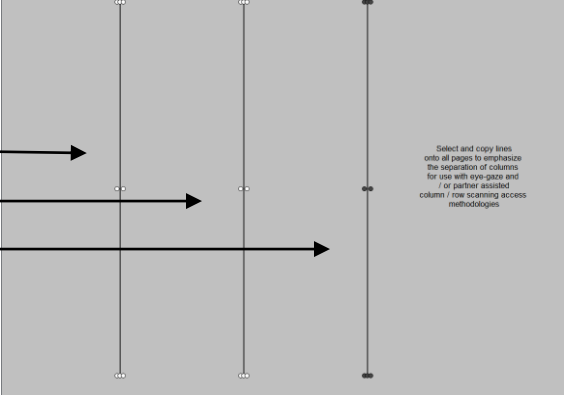 Select and copy lines
onto all pages to emphasize
the separation of columns
for use with eye-gaze and
/ or partner assisted
column / row scanning access
methodologies